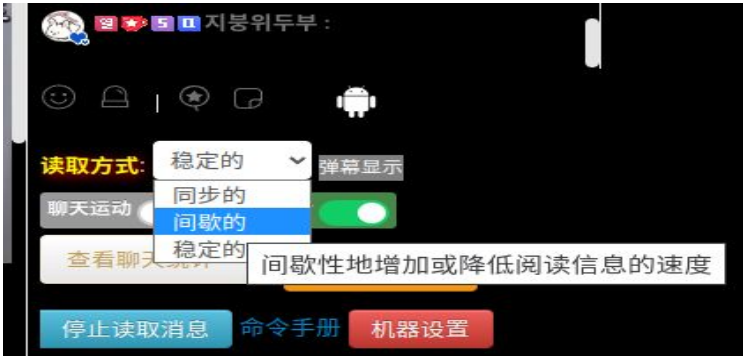 열 5 지붕위두부 :
读取方式: 稳定的 弹幕显示
同步的
聊天运动 间歇的
稳定的
查看聊天
间歇性地增加或降低阅读信息的速度
停止读取消息 命令手册 机器设置